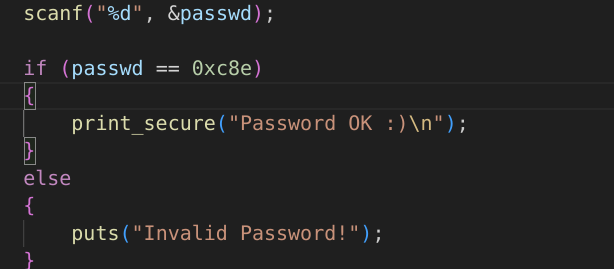 scanf("%d", &passwd);
if (passwd == 0xc8e)
{
print_secure("Password OK :)\n");
}
else
{
puts("Invalid Password!");
}